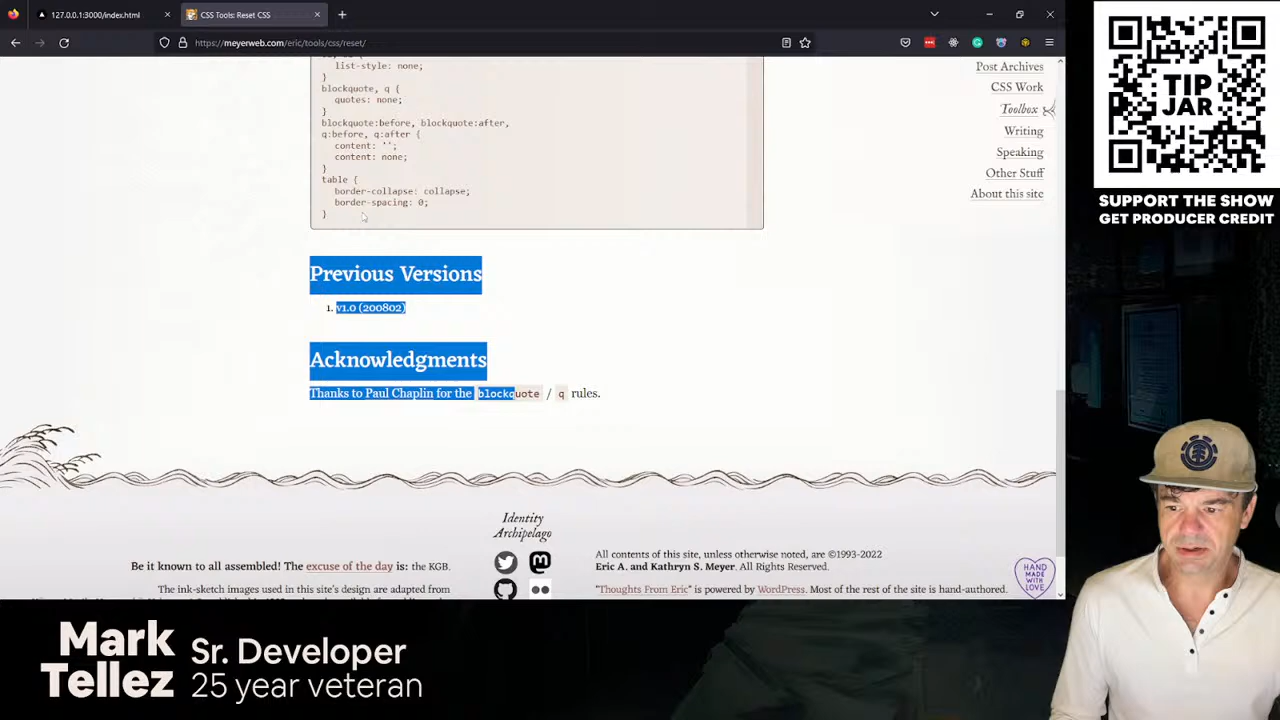 127.0.0.1:3000/index.html
CSS Tools: Reset CSS
https://meyerweb.com/eric/tools/css/reset/
list-style: none;
}
blockquote, q {
quotes: none;
}
blockquote:before, blockquote:after,
q:before, q:after {
content: '';
content: none;
}
table {
border-collapse: collapse;
border-spacing: 0;
}
Previous Versions
1. v1.0 (200802)
Acknowledgments
Thanks to Paul Chaplin for the blockquote / q rules.
Post Archives
CSS Work
Toolbox
Writing
Speaking
Other Stuff
About this site
Identity
Archipelago
Be it known to all assembled! The excuse of the day is: the KGB.
The ink-sketch images used in this site's design are adapted from
All contents of this site, unless otherwise noted, are ©1993-2022
Eric A. and Kathryn S. Meyer. All Rights Reserved.
"Thoughts From Eric" is powered by WordPress. Most of the rest of the site is hand-authored.
HAND
MADE
WITH
LOVE
TIP
JAR
SUPPORT THE SHOW
GET PRODUCER CREDIT
Mark
Tellez
Sr. Developer
25 year veteran